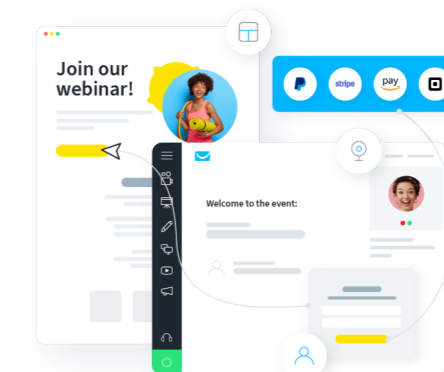 Join our
webinar!
stripe
pay
Welcome to the event: